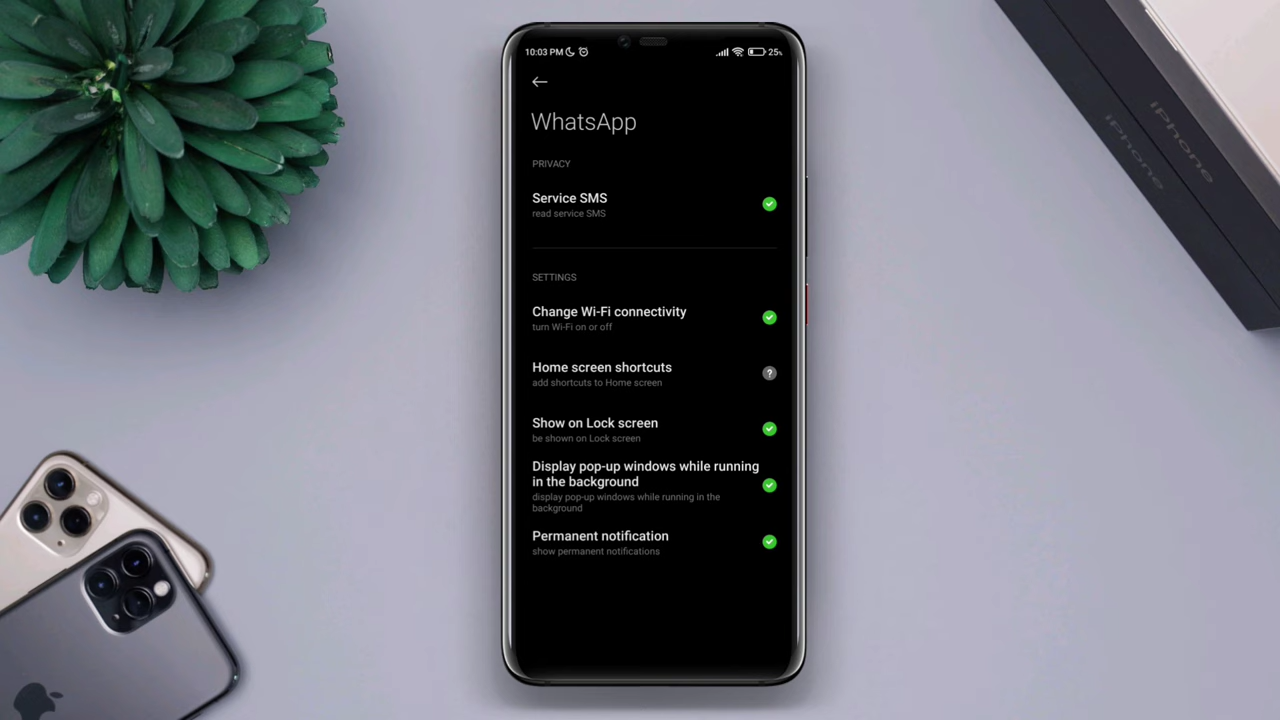 10:03 PM
25%
WhatsApp
PRIVACY
Service SMS
read service SMS
SETTINGS
Change Wi-Fi connectivity
turn Wi-Fi on or off
Home screen shortcuts
add shortcuts to Home screen
?
Show on Lock screen
be shown on Lock screen
Display pop-up windows while running
in the background
display pop-up windows while running in the
background
Permanent notification
show permanent notifications
iPhone
iPhone